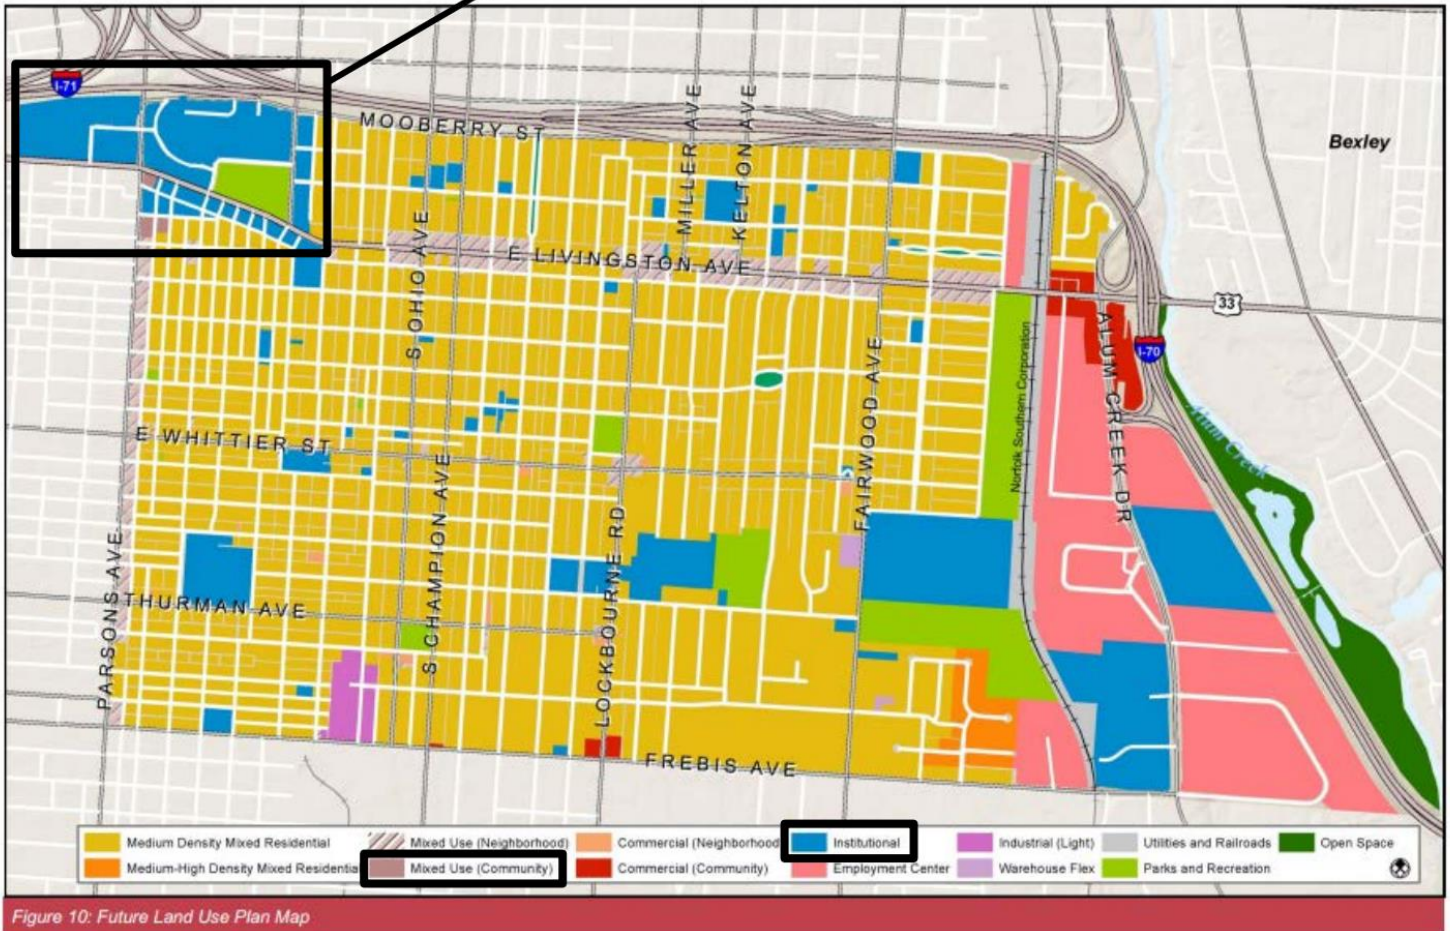 I-71
MOOBERRY ST
MILLER AVE
KELTON AVE
Bexley
S OHIO AVE
E LIVINGSTON AVE
33
I-70
Norfolk Southern Corporation
ALUM CREEK DR
Alum Creek
FAIRWOOD AVE
E WHITTIER ST
S CHAMPION AVE
LOCKBOURNE RD
PARSONS AVE
THURMAN AVE
FREBIS AVE
Medium Density Mixed Residential
Mixed Use (Neighborhood)
Commercial (Neighborhood
Institutional
Industrial (Light)
Utilities and Railroads
Open Space
Medium-High Density Mixed Residential
Mixed Use (Community)
Commercial (Community)
Employment Center
Warehouse Flex
Parks and Recreation
Figure 10: Future Land Use Plan Map